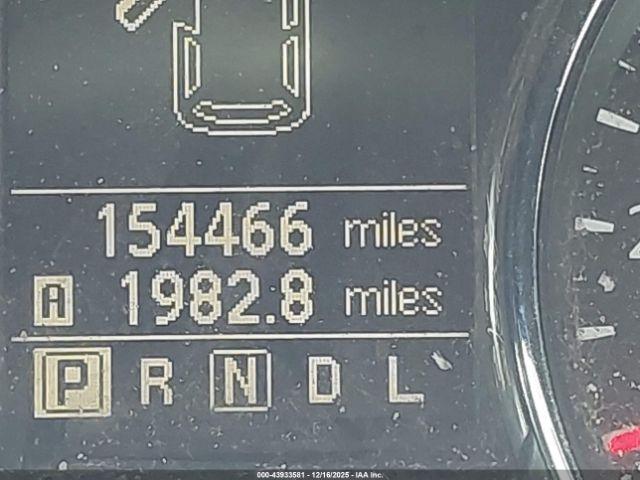 154466 miles
A 1982.8 miles
P R N D L
000-43933581 - 12/16/2025 - IAA Inc.